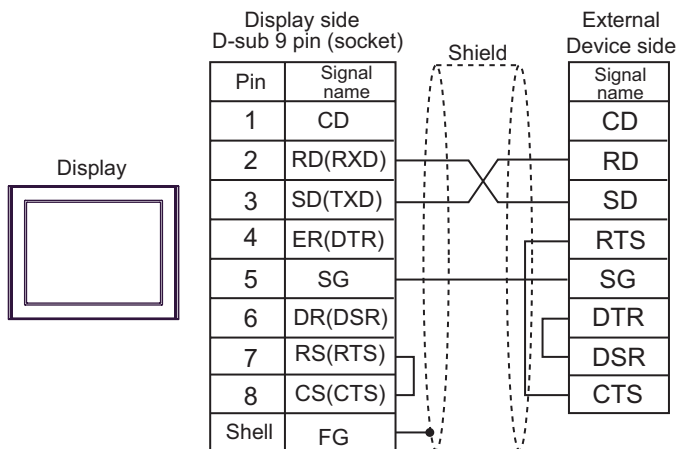 Display side
D-sub 9 pin (socket)
External
Device side
Shield
Display
Pin
Signal
name
Signal
name
1
CD
CD
2
RD(RXD)
RD
3
SD(TXD)
SD
4
ER(DTR)
RTS
5
SG
SG
6
DR(DSR)
DTR
7
RS(RTS)
DSR
8
CS(CTS)
CTS
Shell
FG